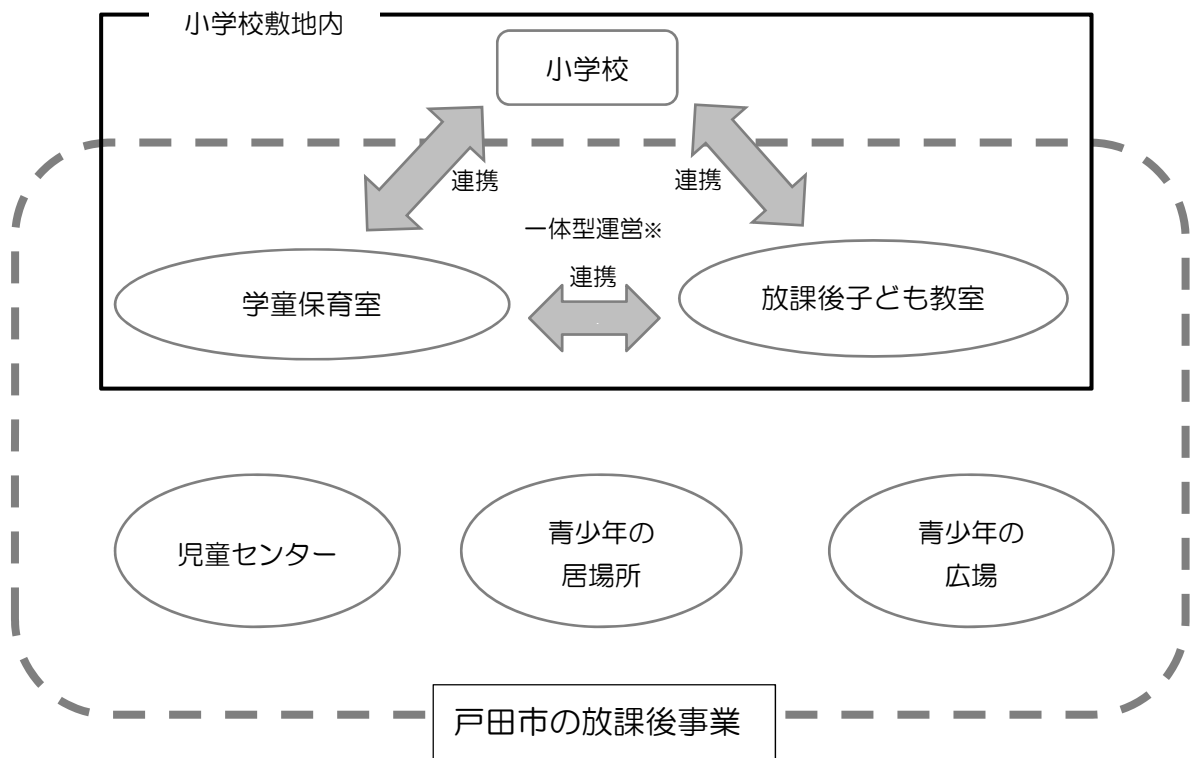 小学校敷地内
小学校
連携
連携
一体型運営※
連携
学童保育室
放課後子ども教室
児童センター
青少年の
居場所
青少年の
広場
戸田市の放課後事業